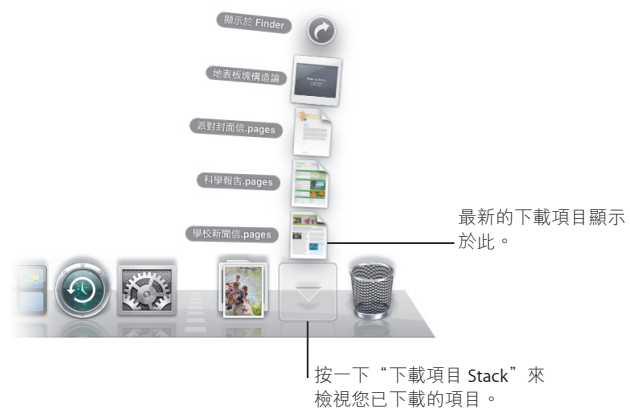 顯示於 Finder
地表板塊構造論
派對封面信.pages
科學報告.pages
學校新聞信.pages
最新的下載項目顯示
於此。
按一下“下載項目 Stack”來
檢視您已下載的項目。